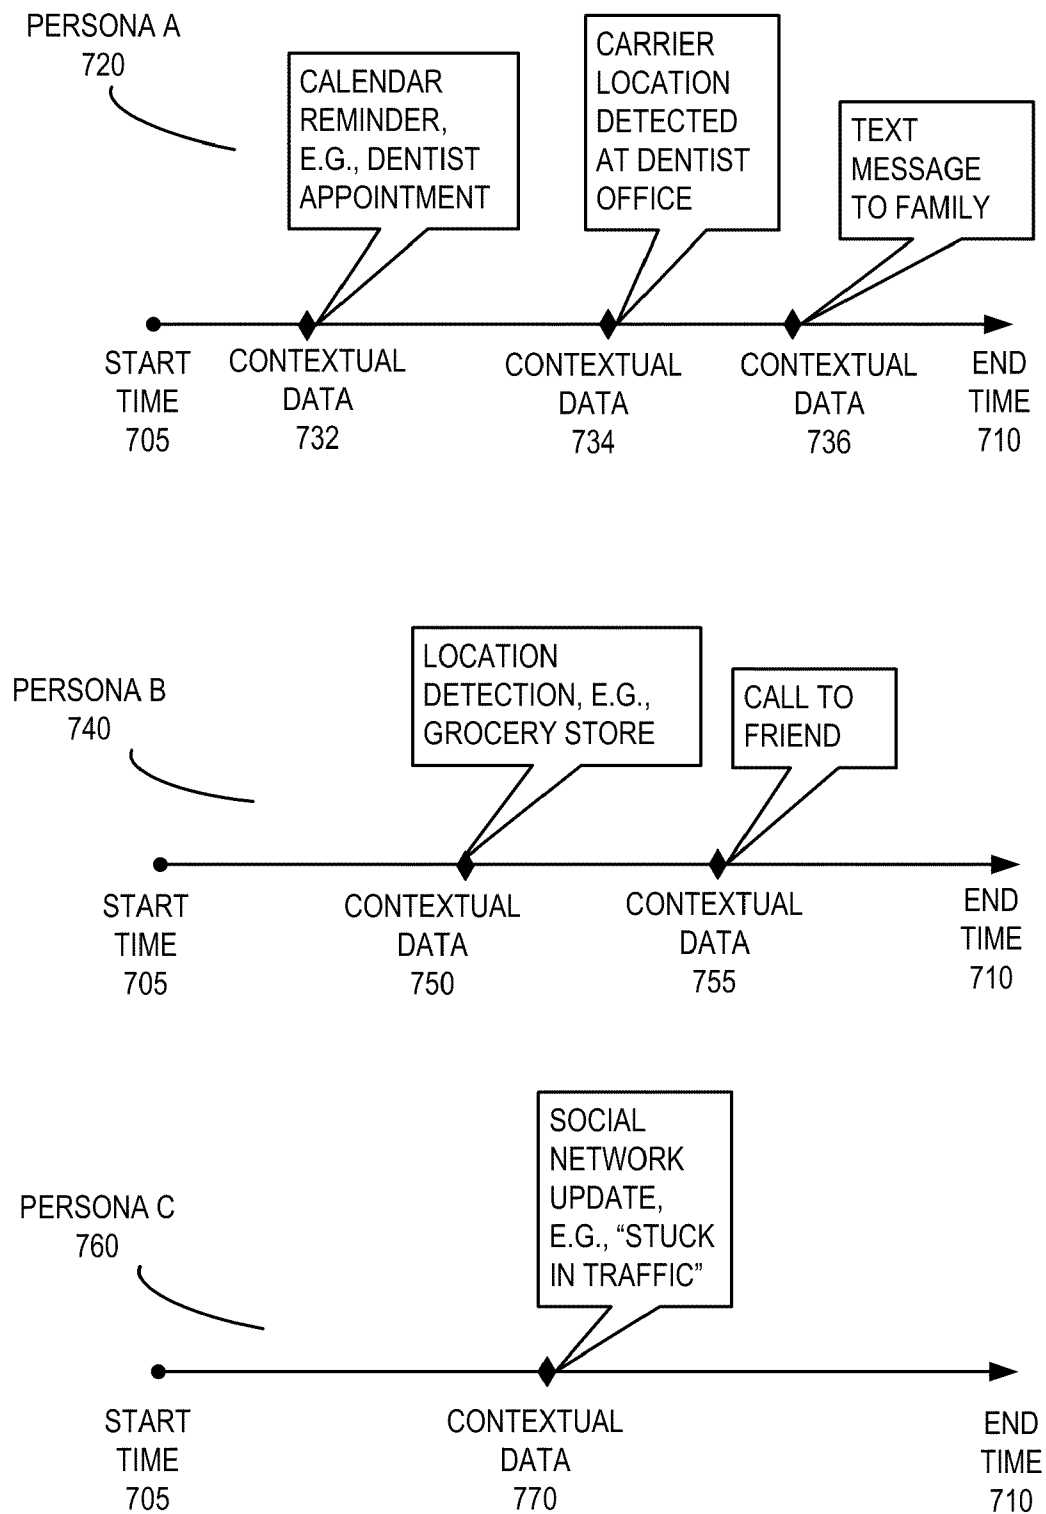 PERSONA A
720
CALENDAR
REMINDER,
E.G., DENTIST
APPOINTMENT
CARRIER
LOCATION
DETECTED
AT DENTIST
OFFICE
TEXT
MESSAGE
TO FAMILY
START
TIME
705
CONTEXTUAL
DATA
732
CONTEXTUAL
DATA
734
CONTEXTUAL
DATA
736
END
TIME
710
PERSONA B
740
LOCATION
DETECTION, E.G.,
GROCERY STORE
CALL TO
FRIEND
START
TIME
705
CONTEXTUAL
DATA
750
CONTEXTUAL
DATA
755
END
TIME
710
PERSONA C
760
SOCIAL
NETWORK
UPDATE,
E.G., “STUCK
IN TRAFFIC”
START
TIME
705
CONTEXTUAL
DATA
770
END
TIME
710